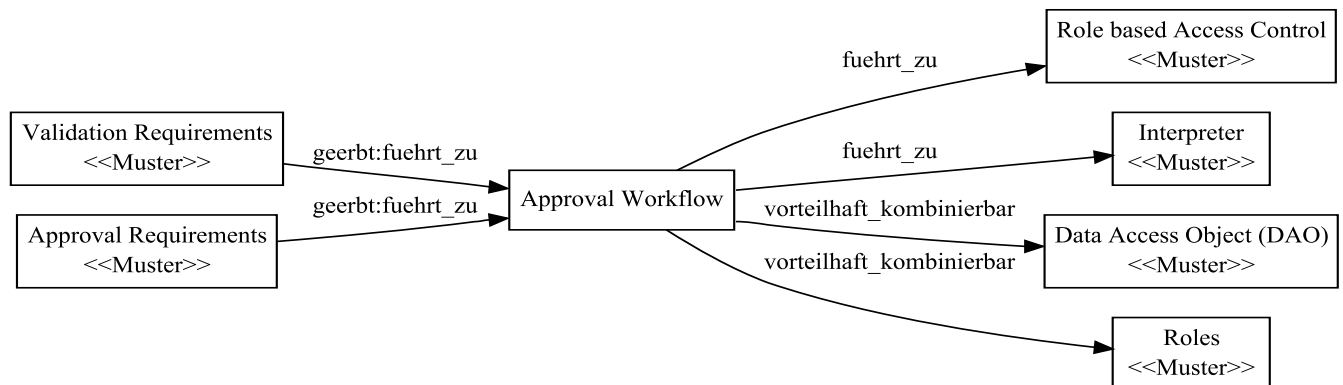 Role based Access Control
<<Muster>>
fuehrt_zu
Validation Requirements
<<Muster>>
geerbt:fuehrt_zu
Interpreter
<<Muster>>
fuehrt_zu
Approval Workflow
Approval Requirements
<<Muster>>
geerbt:fuehrt_zu
vorteilhaft_kombinierbar
Data Access Object (DAO)
<<Muster>>
vorteilhaft_kombinierbar
Roles
<<Muster>>